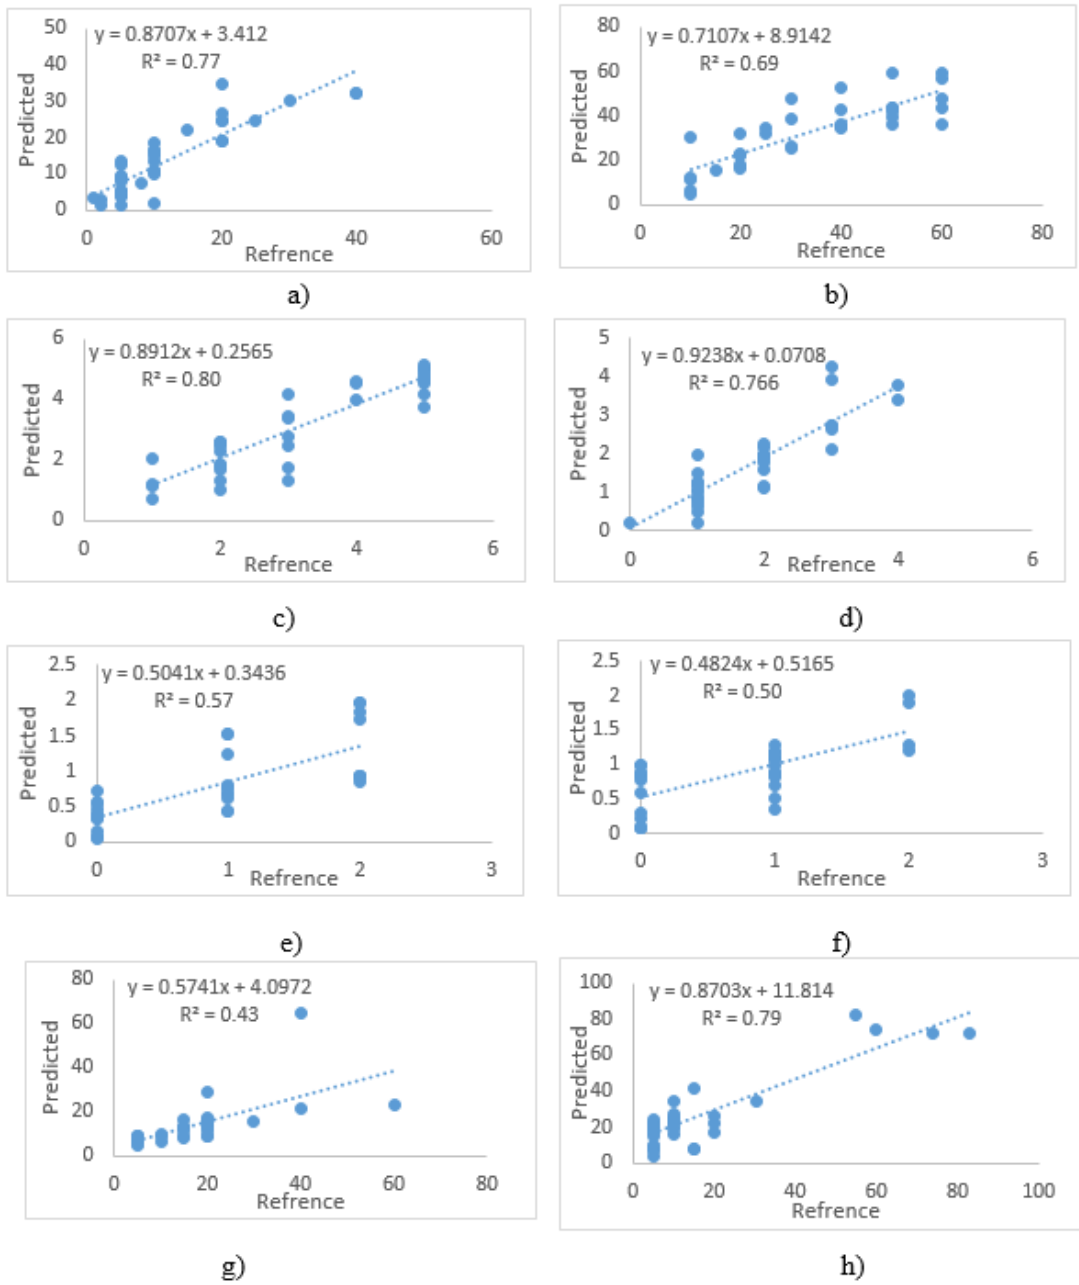 50
y = 0.8707x + 3.412
R² = 0.77
40
30
20
10
0
Predicted
0 20 40 60
Refrence
a)
80
y = 0.7107x + 8.9142
R² = 0.69
60
40
20
0
Predicted
0 20 40 60 80
Refrence
b)
6
y = 0.8912x + 0.2565
R² = 0.80
4
2
0
Predicted
0 2 4 6
Refrence
c)
5
y = 0.9238x + 0.0708
R² = 0.766
4
3
2
1
0
Predicted
0 2 4 6
Refrence
d)
2.5
y = 0.5041x + 0.3436
R² = 0.57
2
1.5
1
0.5
0
Predicted
0 1 2 3
Refrence
e)
2.5
y = 0.4824x + 0.5165
R² = 0.50
2
1.5
1
0.5
0
Predicted
0 1 2 3
Refrence
f)
80
y = 0.5741x + 4.0972
R² = 0.43
60
40
20
0
Predicted
0 20 40 60 80
Refrence
g)
100
y = 0.8703x + 11.814
R² = 0.79
80
60
40
20
0
Predicted
0 20 40 60 80 100
Refrence
h)